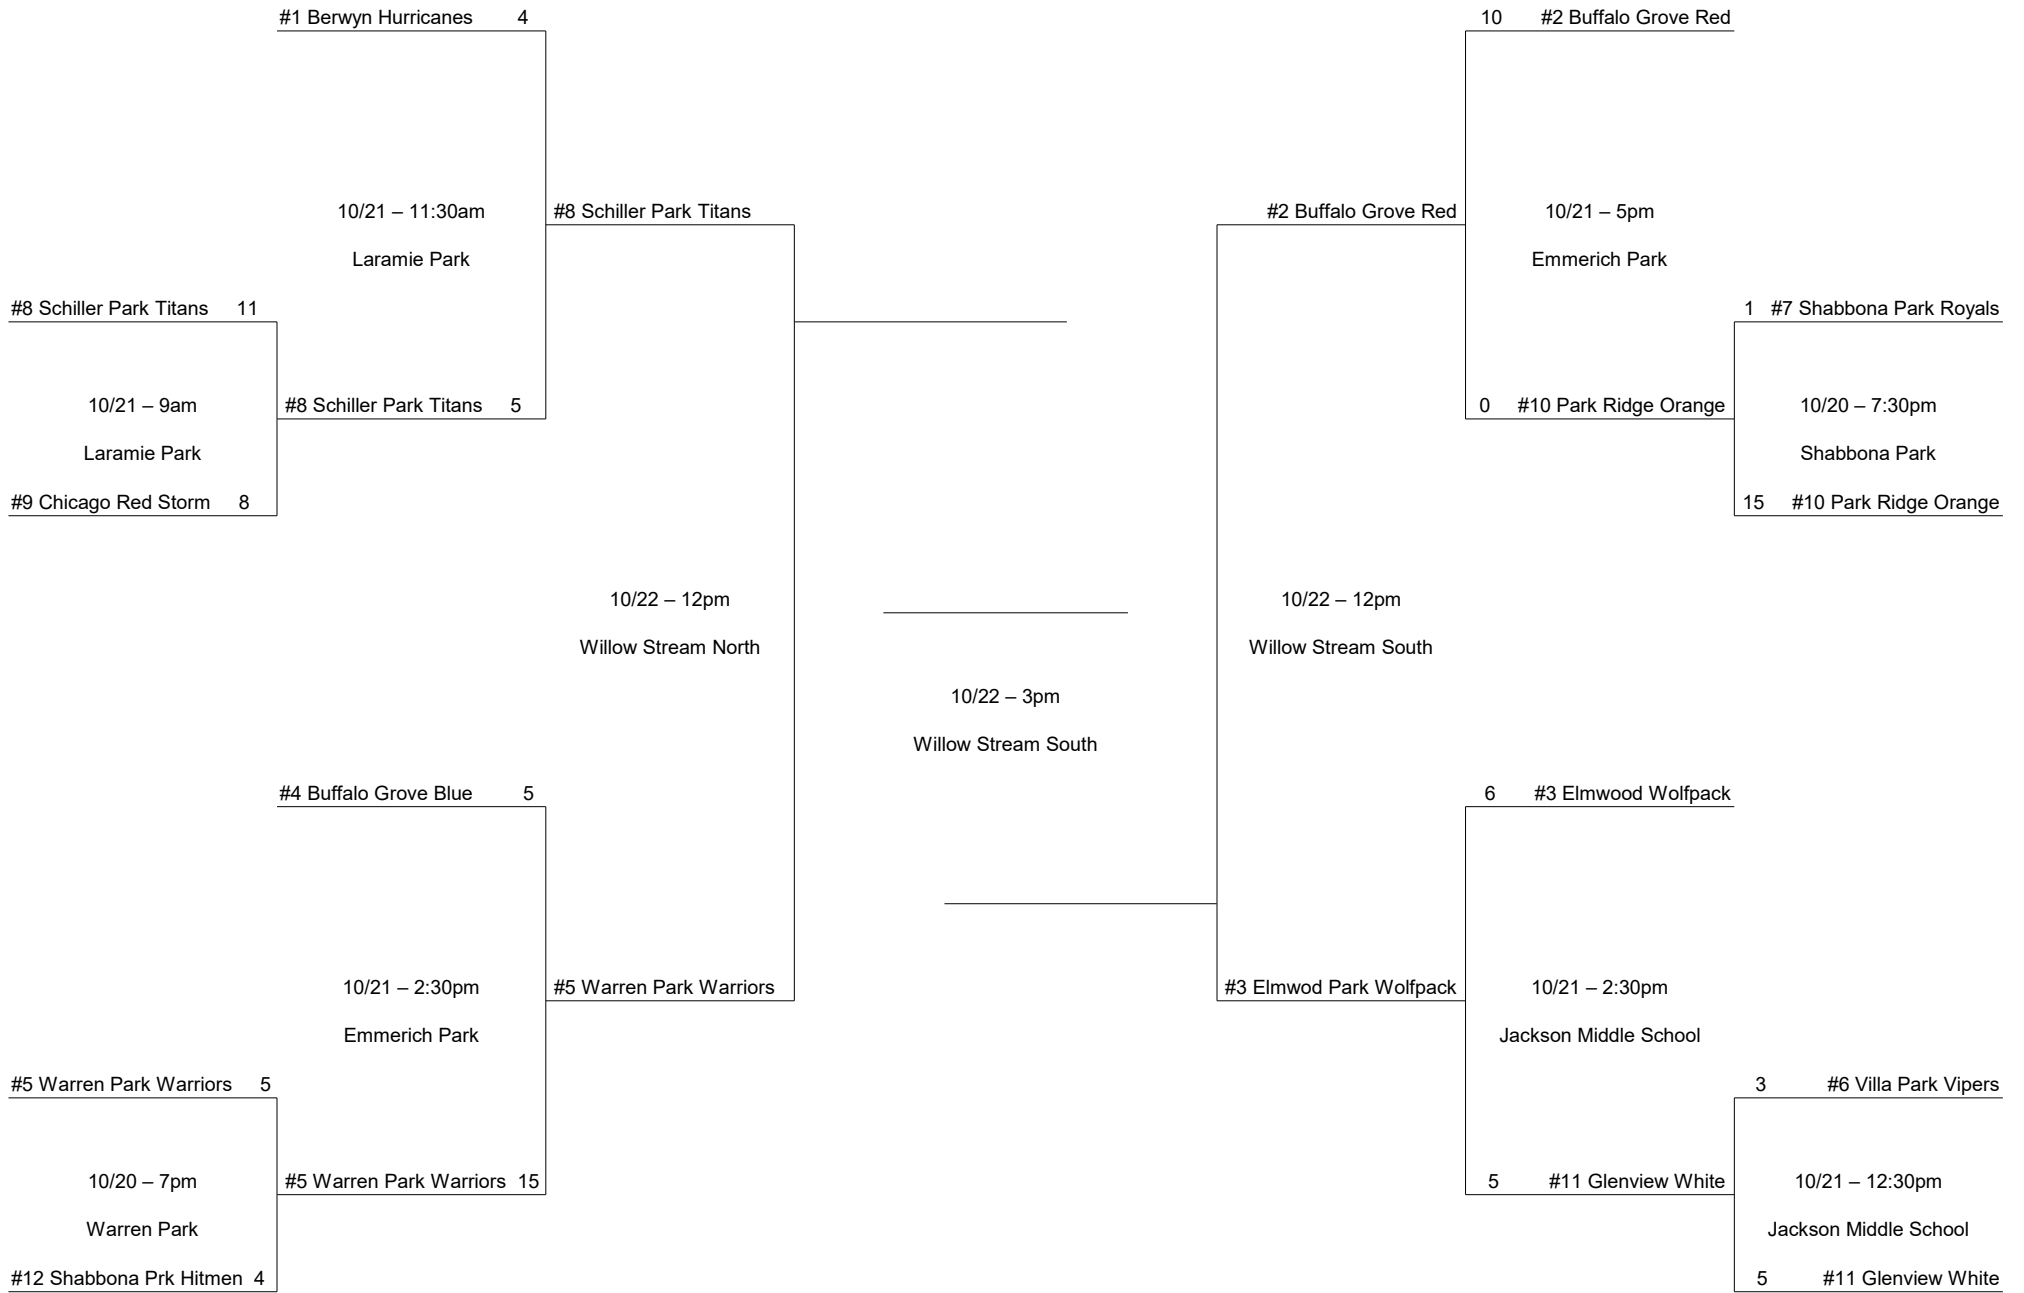 #1 Berwyn Hurricanes 4
10 #2 Buffalo Grove Red
10/21 – 11:30am
#8 Schiller Park Titans
#2 Buffalo Grove Red
10/21 – 5pm
Laramie Park
Emmerich Park
#8 Schiller Park Titans 11
1 #7 Shabbona Park Royals
10/21 – 9am
#8 Schiller Park Titans 5
0 #10 Park Ridge Orange
10/20 – 7:30pm
Laramie Park
Shabbona Park
#9 Chicago Red Storm 8
15 #10 Park Ridge Orange
10/22 – 12pm
10/22 – 12pm
Willow Stream North
Willow Stream South
10/22 – 3pm
Willow Stream South
#4 Buffalo Grove Blue 5
6 #3 Elmwood Wolfpack
10/21 – 2:30pm
#5 Warren Park Warriors
#3 Elmwod Park Wolfpack
10/21 – 2:30pm
Emmerich Park
Jackson Middle School
#5 Warren Park Warriors 5
3 #6 Villa Park Vipers
10/20 – 7pm
#5 Warren Park Warriors 15
5 #11 Glenview White
10/21 – 12:30pm
Warren Park
Jackson Middle School
#12 Shabbona Prk Hitmen 4
5 #11 Glenview White